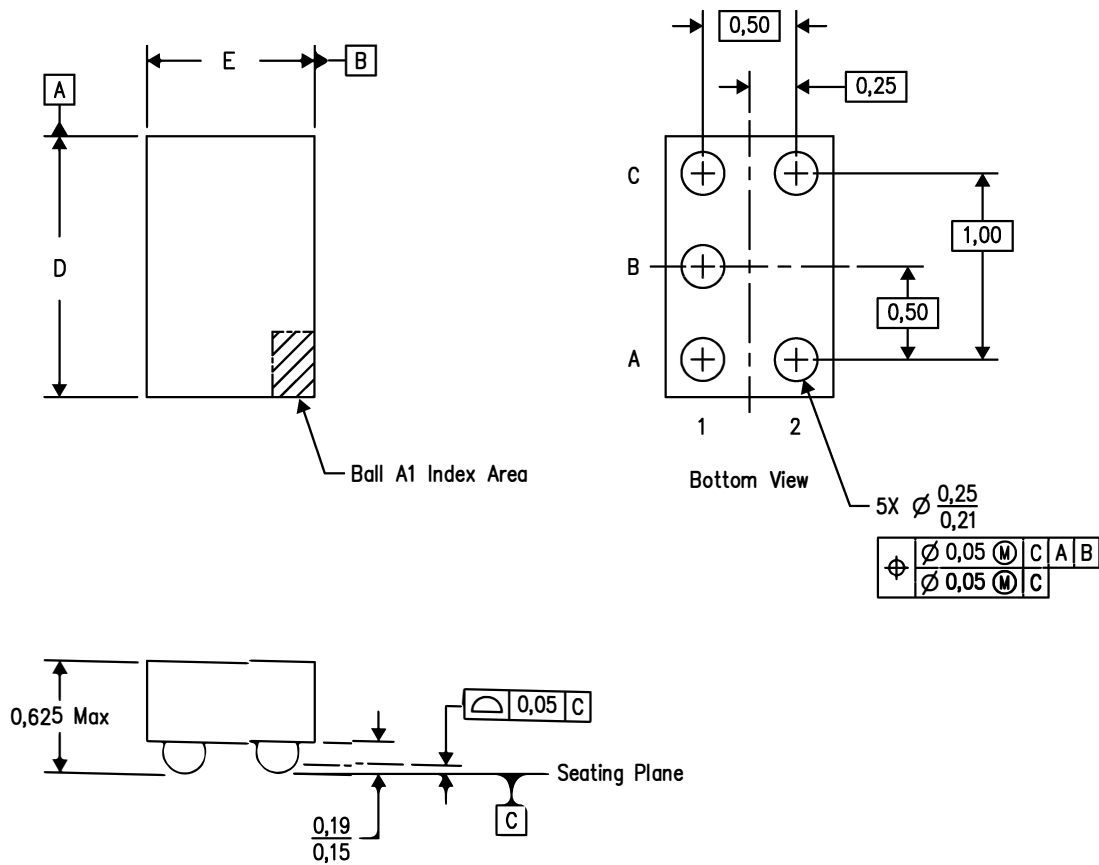 0,50
E
B
A
0,25
C
D
1,00
B
0,50
A
1 2
Ball A1 Index Area
Bottom View
5X Ø 0,25
0,21
Ø 0,05 Ⓜ C A B
Ø 0,05 Ⓜ C
0,625 Max
0,05 C
Seating Plane
C
0,19
0,15